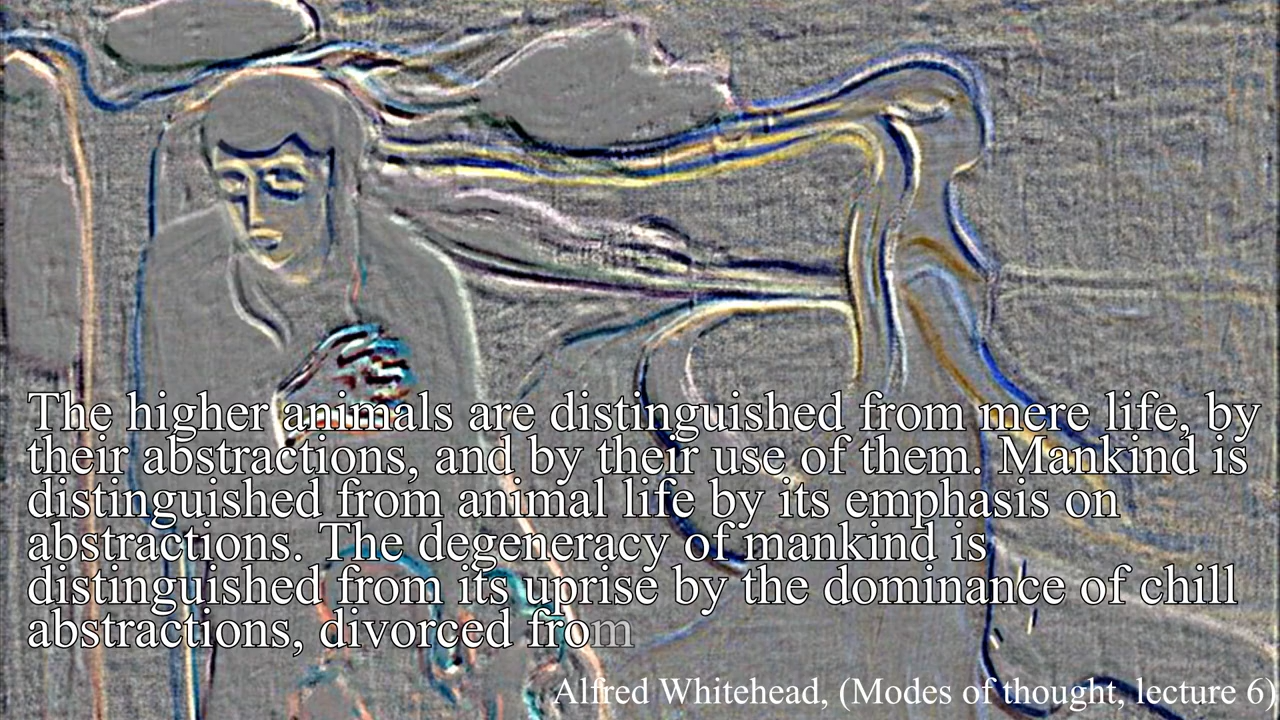 The higher animals are distinguished from mere life, by
their abstractions, and by their use of them. Mankind is
distinguished from animal life by its emphasis on
abstractions. The degeneracy of mankind is
distinguished from its uprise by the dominance of chill
abstractions, divorced from
Alfred Whitehead, (Modes of thought, lecture 6)